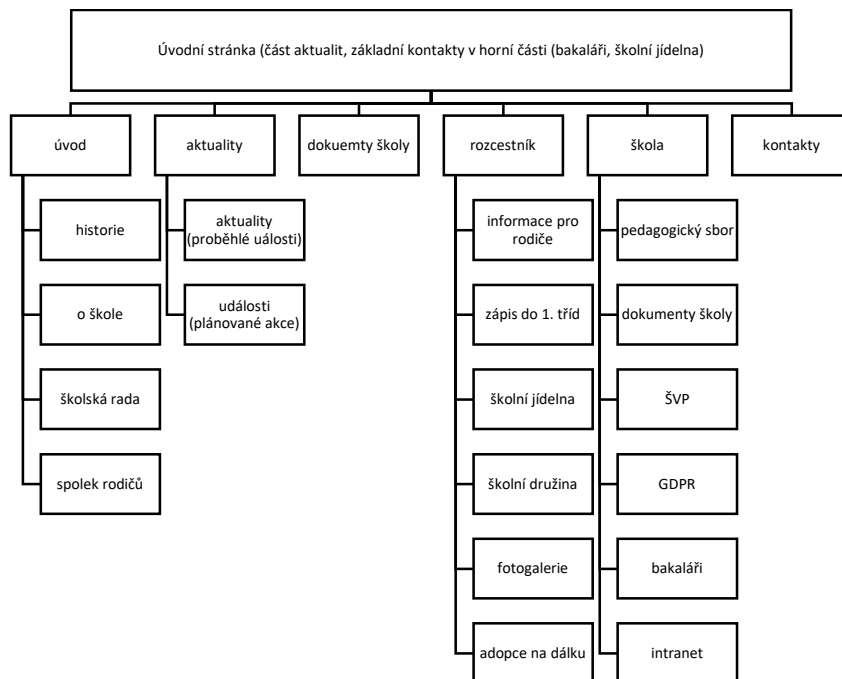 Úvodní stránka (část aktualit, základní kontakty v horní části (bakaláři, školní jídelna)
úvod
aktuality
dokuemty školy
rozcestník
škola
kontakty
historie
o škole
školská rada
spolek rodičů
aktuality
(proběhlé uálosti)
události
(plánované akce)
informace pro
rodiče
zápis do 1. tříd
školní jídelna
školní družina
fotogalerie
adopce na dálku
pedagogický sbor
dokumenty školy
ŠVP
GDPR
bakaláři
intranet